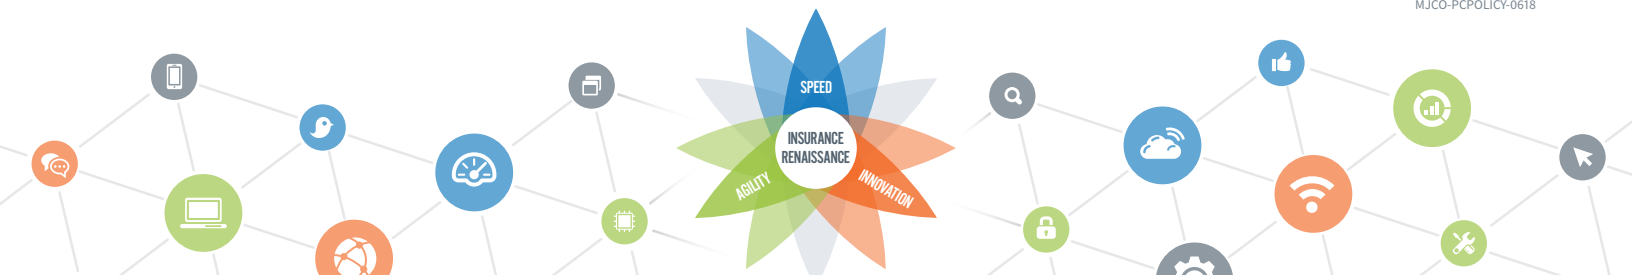 MJCO-PCPOLICY-0618
SPEED
INSURANCE
RENAISSANCE
AGILITY
INNOVATION